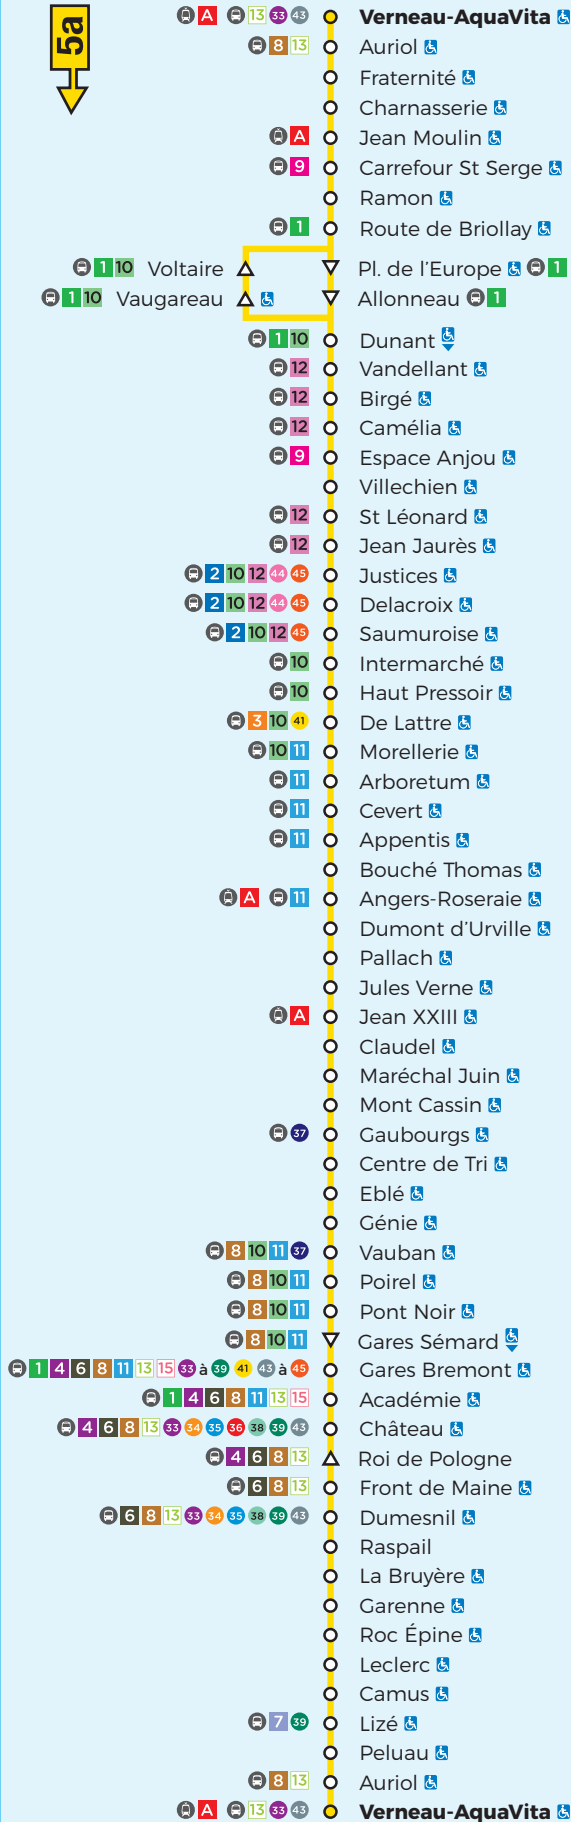 5a
A 13 33 43 Verneau-AquaVita
8 13 Auriol
Fraternité
Charnasserie
A Jean Moulin
9 Carrefour St Serge
Ramon
1 Route de Briollay
1 10 Voltaire Pl. de l'Europe 1
1 10 Vaugareau Allonneau 1
1 10 Dunant
12 Vandellant
12 Birgé
12 Camélia
9 Espace Anjou
Villechien
12 St Léonard
12 Jean Jaurès
2 10 12 44 45 Justices
2 10 12 44 45 Delacroix
2 10 12 45 Saumuroise
10 Intermarché
10 Haut Pressoir
3 10 41 De Lattre
10 11 Morellerie
11 Arboretum
11 Cevert
11 Appentis
Bouché Thomas
A 11 Angers-Roseraie
Dumont d'Urville
Pallach
Jules Verne
A Jean XXIII
Claudel
Maréchal Juin
Mont Cassin
37 Gaubourgs
Centre de Tri
Eblé
Génie
8 10 11 37 Vauban
8 10 11 Poirel
8 10 11 Pont Noir
8 10 11 Gares Sémard
1 4 6 8 11 13 15 33 à 39 41 43 à 45 Gares Bremont
1 4 6 8 11 13 15 Académie
4 6 8 13 33 34 35 36 38 39 43 Château
4 6 8 13 Roi de Pologne
6 8 13 Front de Maine
6 8 13 33 34 35 38 39 43 Dumesnil
Raspail
La Bruyère
Garenne
Roc Épine
Leclerc
Camus
7 39 Lizé
Peluau
8 13 Auriol
A 13 33 43 Verneau-AquaVita